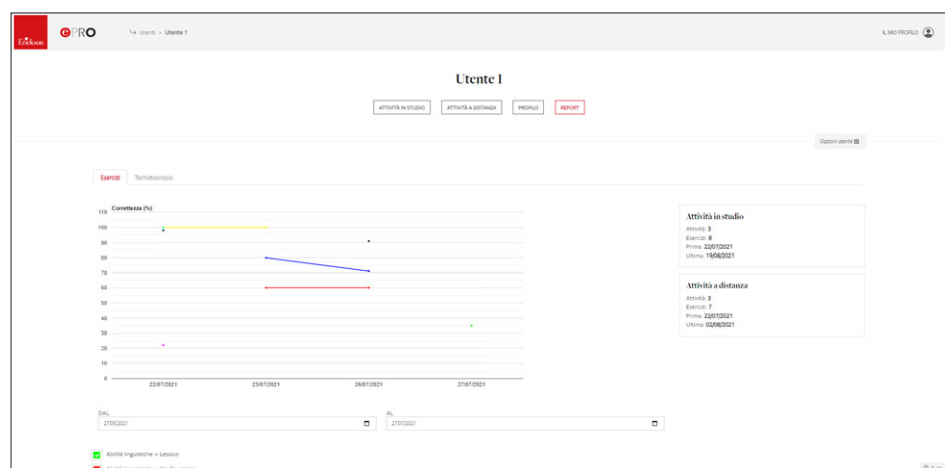 Erickson
ePRO
Utenti > Utente 1
IL MIO PROFILO
Utente 1
ATTIVITÀ IN STUDIO
ATTIVITÀ A DISTANZA
PROFILO
REPORT
Opzioni utente
Esercizi
Tachistoscopio
Correttezza (%)
110
100
90
80
70
60
50
40
30
20
10
0
22/07/2021
23/07/2021
26/07/2021
27/07/2021
Attività in studio
Attività: 3
Esercizi: 8
Prima: 22/07/2021
Ultima: 19/08/2021
Attività a distanza
Attività: 3
Esercizi: 7
Prima: 22/07/2021
Ultima: 02/08/2021
DAL
27/05/2021
AL
27/07/2021
Abilità linguistiche » Lessico